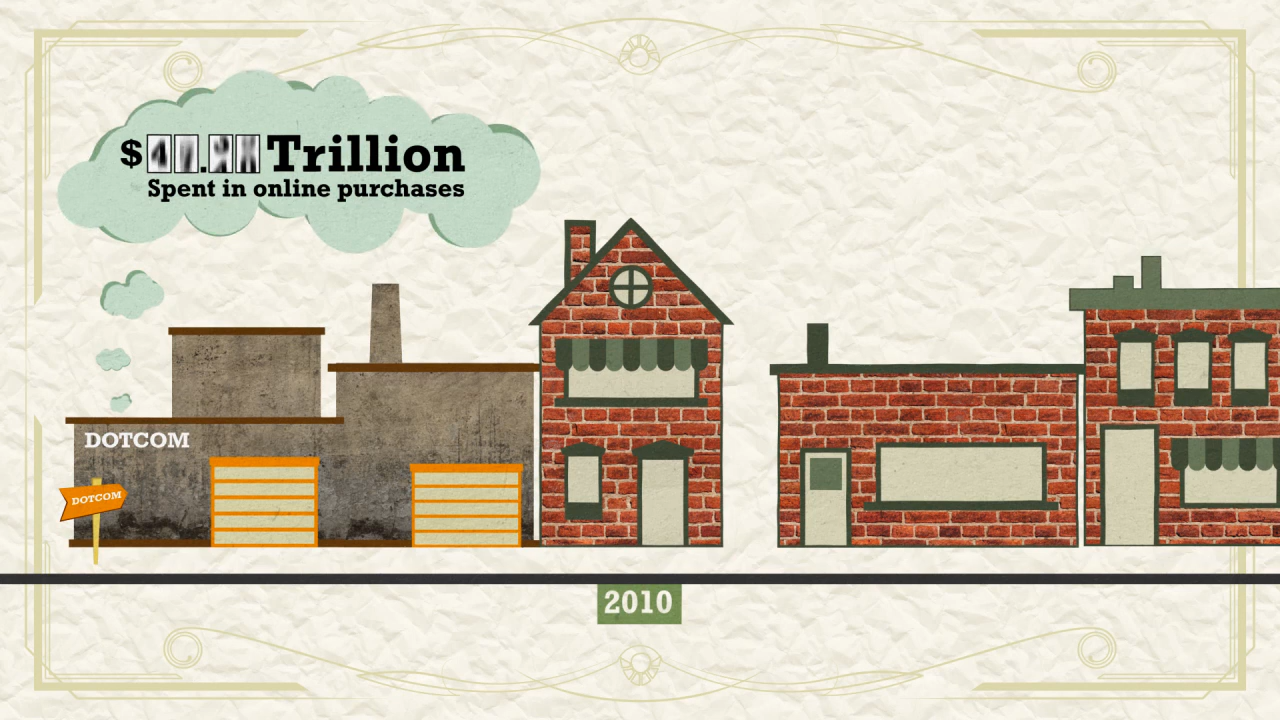 $ Trillion
Spent in online purchases
DOTCOM
DOTCOM
2010